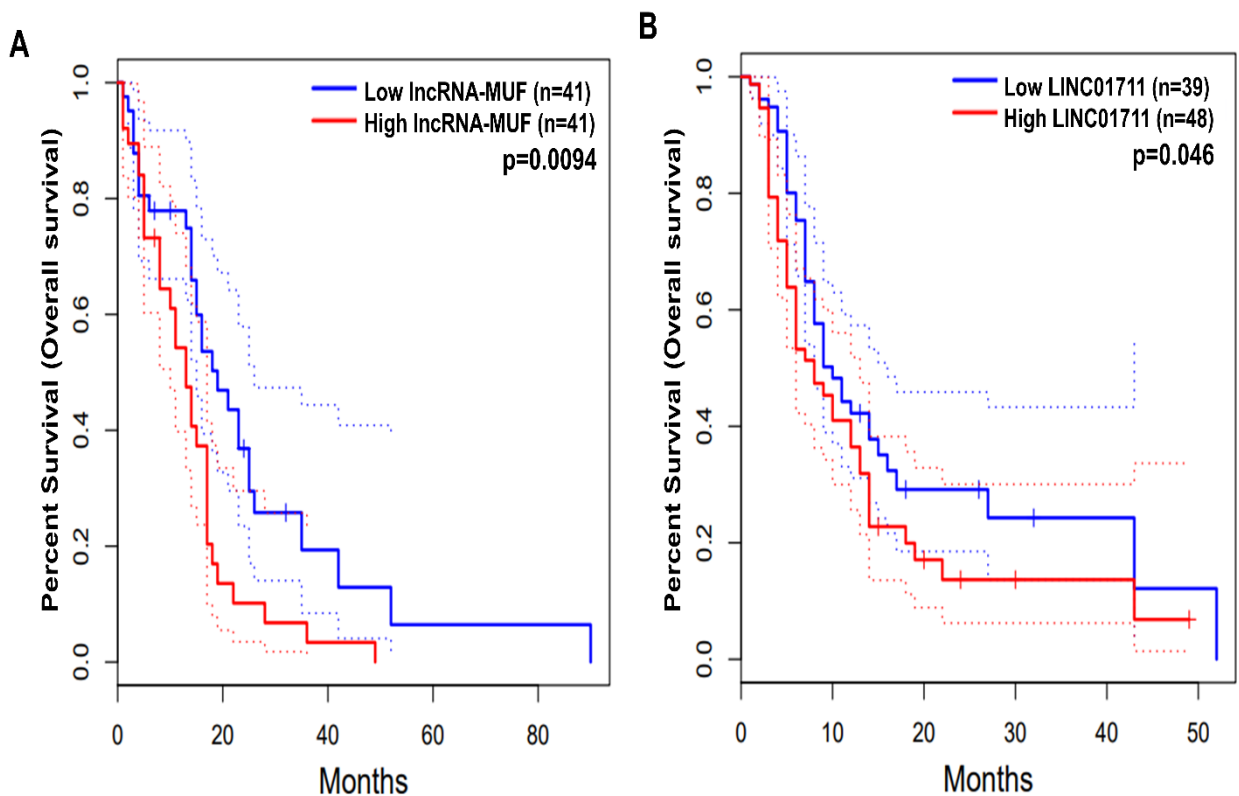 A
Low lncRNA-MUF (n=41)
High lncRNA-MUF (n=41)
p=0.0094
Percent Survival (Overall survival)
1.0
0.8
0.6
0.4
0.2
0.0
0 20 40 60 80
Months
B
Low LINC01711 (n=39)
High LINC01711 (n=48)
p=0.046
Percent Survival (Overall survival)
1.0
0.8
0.6
0.4
0.2
0.0
0 10 20 30 40 50
Months